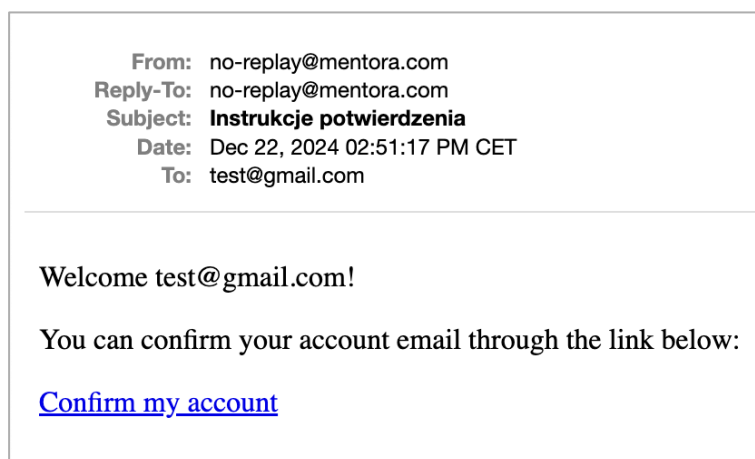 From: no-replay@mentora.com
Reply-To: no-replay@mentora.com
Subject: Instrukcje potwierdzenia
Date: Dec 22, 2024 02:51:17 PM CET
To: test@gmail.com
Welcome test@gmail.com!
You can confirm your account email through the link below:
Confirm my account